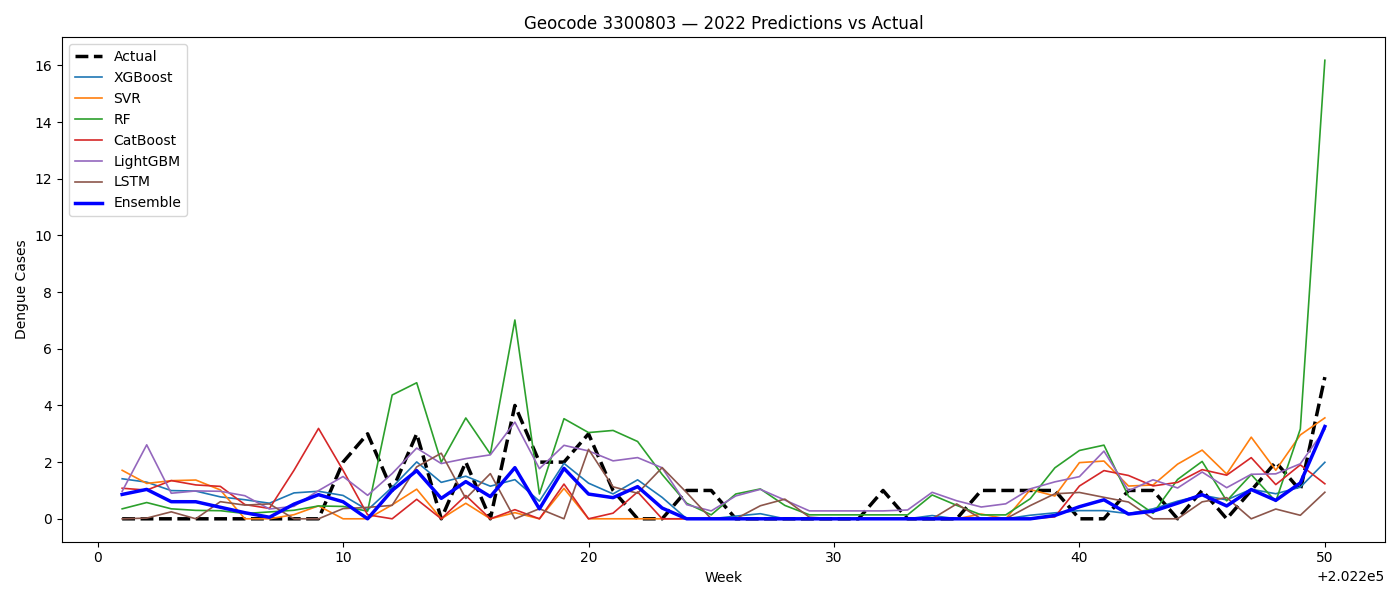 Geocode 3300803 — 2022 Predictions vs Actual
Actual
XGBoost
SVR
RF
CatBoost
LightGBM
LSTM
Ensemble
Dengue Cases
16
14
12
10
8
6
4
2
0
0 10 20 30 40 50
Week
+2.022e5